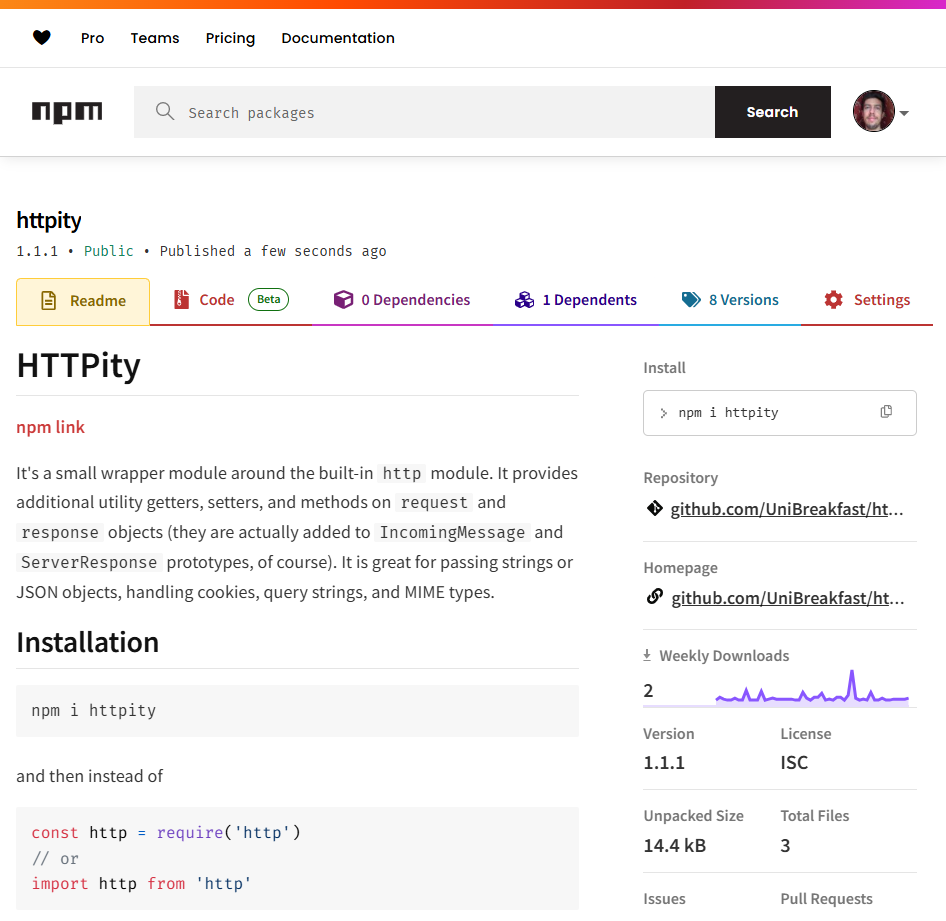 Pro Teams Pricing Documentation
npm Search packages Search
httpity
1.1.1 • Public • Published a few seconds ago
Readme Code Beta 0 Dependencies 1 Dependents 8 Versions Settings
HTTPity
npm link
It's a small wrapper module around the built-in http module. It provides
additional utility getters, setters, and methods on request and
response objects (they are actually added to IncomingMessage and
ServerResponse prototypes, of course). It is great for passing strings or
JSON objects, handling cookies, query strings, and MIME types.
Installation
npm i httpity
and then instead of
const http = require('http')
// or
import http from 'http'
Install
npm i httpity
Repository
github.com/UniBreakfast/ht...
Homepage
github.com/UniBreakfast/ht...
Weekly Downloads
2
Version License
1.1.1 ISC
Unpacked Size Total Files
14.4 kB 3
Issues Pull Requests